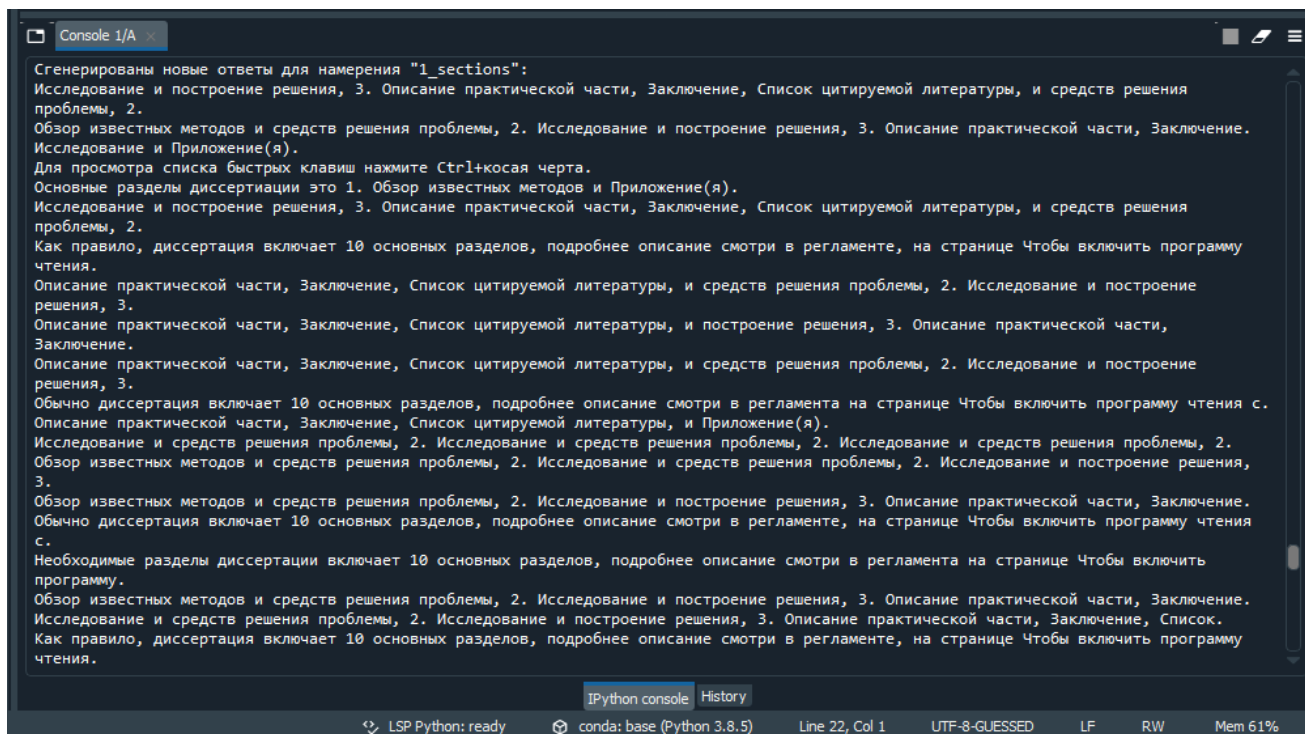 Console 1/A
Сгенерированы новые ответы для намерения "1_sections":
Исследование и построение решения, 3. Описание практической части, Заключение, Список цитируемой литературы, и средств решения
проблемы, 2.
Обзор известных методов и средств решения проблемы, 2. Исследование и построение решения, 3. Описание практической части, Заключение.
Исследование и Приложение(я).
Для просмотра списка быстрых клавиш нажмите Ctrl+косая черта.
Основные разделы диссертиации это 1. Обзор известных методов и Приложение(я).
Исследование и построение решения, 3. Описание практической части, Заключение, Список цитируемой литературы, и средств решения
проблемы, 2.
Как правило, диссертация включает 10 основных разделов, подробнее описание смотри в регламенте, на странице Чтобы включить программу
чтения.
Описание практической части, Заключение, Список цитируемой литературы, и средств решения проблемы, 2. Исследование и построение
решения, 3.
Описание практической части, Заключение, Список цитируемой литературы, и построение решения, 3. Описание практической части,
Заключение.
Описание практической части, Заключение, Список цитируемой литературы, и средств решения проблемы, 2. Исследование и построение
решения, 3.
Обычно диссертация включает 10 основных разделов, подробнее описание смотри в регламента на странице Чтобы включить программу чтения с.
Описание практической части, Заключение, Список цитируемой литературы, и Приложение(я).
Исследование и средств решения проблемы, 2. Исследование и средств решения проблемы, 2. Исследование и средств решения проблемы, 2.
Обзор известных методов и средств решения проблемы, 2. Исследование и средств решения проблемы, 2. Исследование и построение решения,
3.
Обзор известных методов и средств решения проблемы, 2. Исследование и построение решения, 3. Описание практической части, Заключение.
Обычно диссертация включает 10 основных разделов, подробнее описание смотри в регламенте, на странице Чтобы включить программу чтения
с.
Необходимые разделы диссертации включает 10 основных разделов, подробнее описание смотри в регламента на странице Чтобы включить
программу.
Обзор известных методов и средств решения проблемы, 2. Исследование и построение решения, 3. Описание практической части, Заключение.
Исследование и средств решения проблемы, 2. Исследование и построение решения, 3. Описание практической части, Заключение, Список.
Как правило, диссертация включает 10 основных разделов, подробнее описание смотри в регламенте, на странице Чтобы включить программу
чтения.
IPython console History
LSP Python: ready conda: base (Python 3.8.5) Line 22, Col 1 UTF-8-GUESSED LF RW Mem 61%